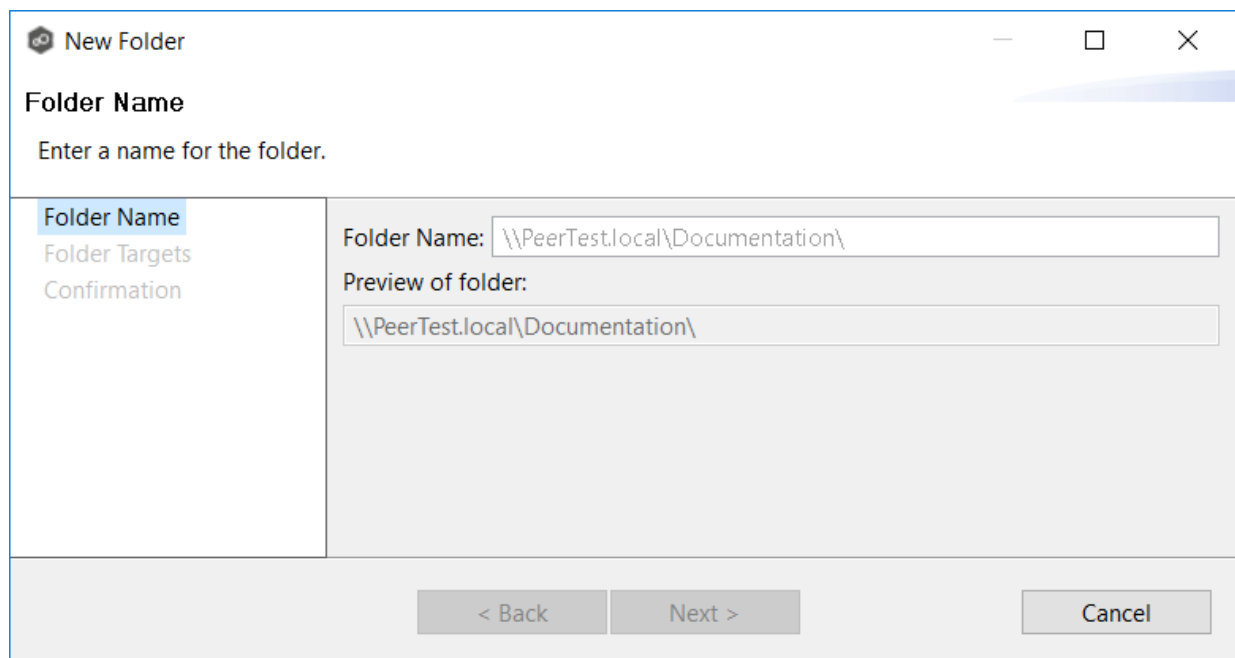 New Folder
Folder Name
Enter a name for the folder.
Folder Name
Folder Targets
Confirmation
Folder Name: \\PeerTest.local\Documentation\
Preview of folder:
\\PeerTest.local\Documentation\
< Back Next > Cancel